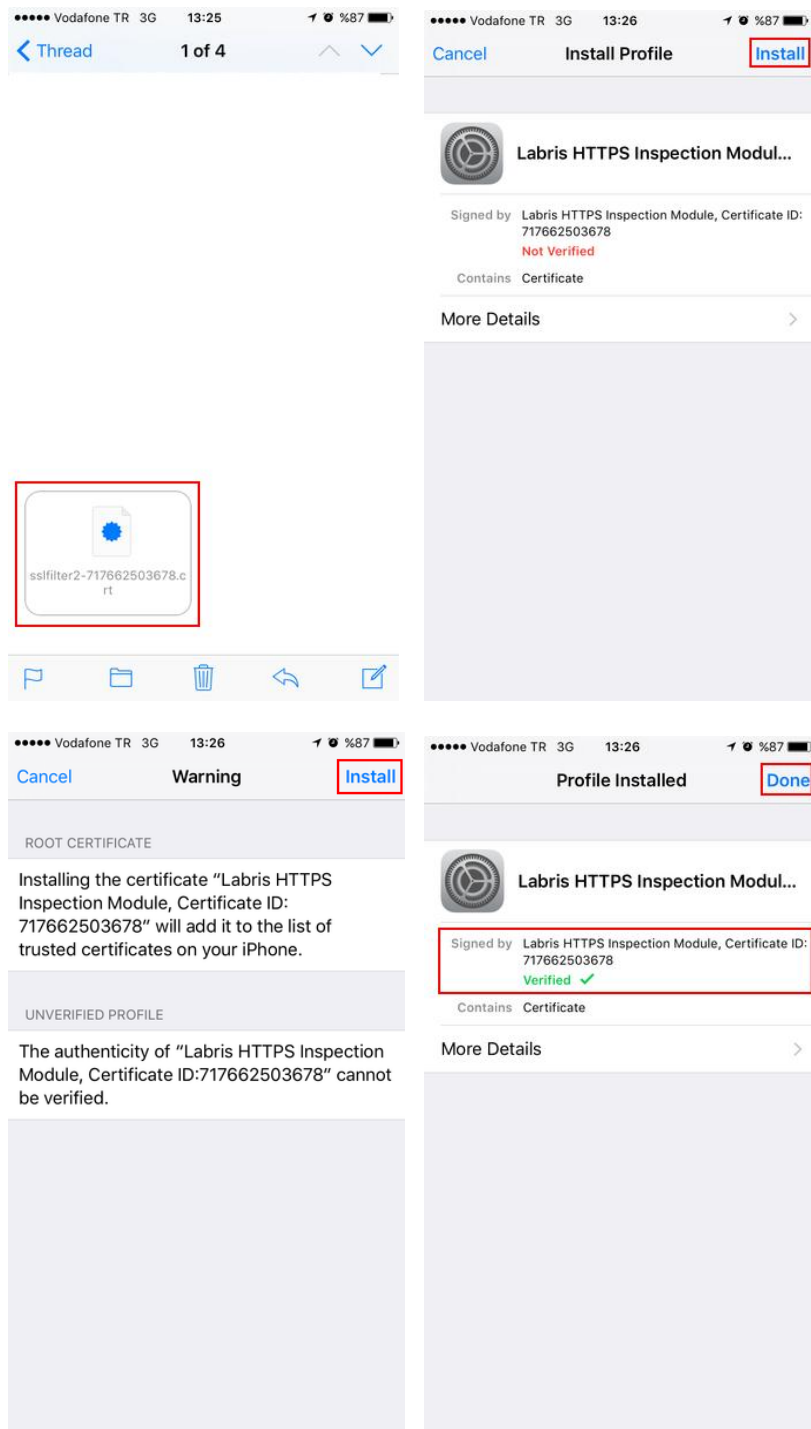 Vodafone TR 3G 13:25 %87
Thread 1 of 4
sslfilter2-717662503678.c
rt
Vodafone TR 3G 13:26 %87
Cancel Install Profile Install
Labris HTTPS Inspection Modul...
Signed by Labris HTTPS Inspection Module, Certificate ID:
717662503678
Not Verified
Contains Certificate
More Details
Vodafone TR 3G 13:26 %87
Cancel Warning Install
ROOT CERTIFICATE
Installing the certificate “Labris HTTPS
Inspection Module, Certificate ID:
717662503678” will add it to the list of
trusted certificates on your iPhone.
UNVERIFIED PROFILE
The authenticity of “Labris HTTPS Inspection
Module, Certificate ID:717662503678” cannot
be verified.
Vodafone TR 3G 13:26 %87
Profile Installed Done
Labris HTTPS Inspection Modul...
Signed by Labris HTTPS Inspection Module, Certificate ID:
717662503678
Verified ✓
Contains Certificate
More Details